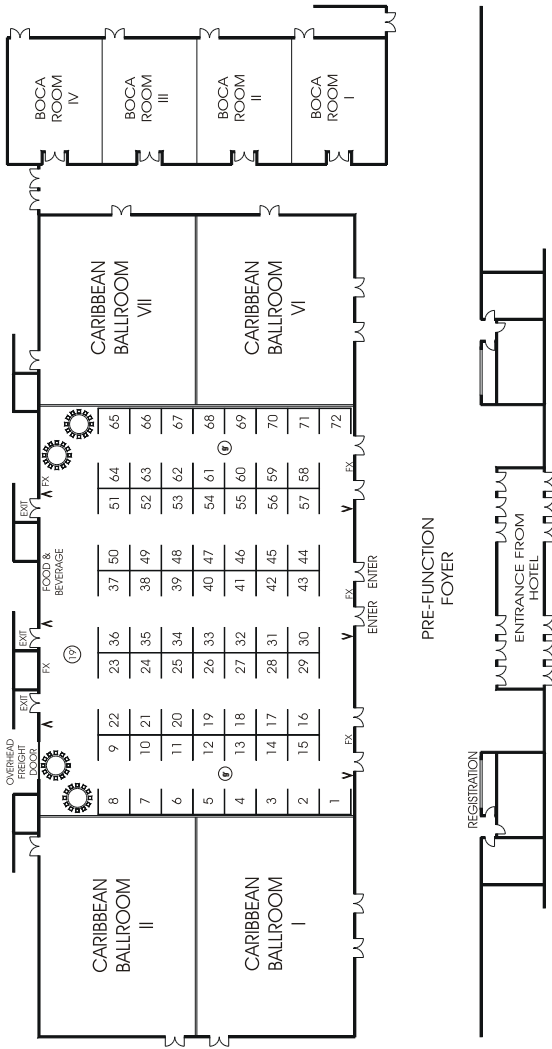 BOCA
ROOM
IV
BOCA
ROOM
III
BOCA
ROOM
II
BOCA
ROOM
I
CARIBBEAN
BALLROOM
VII
CARIBBEAN
BALLROOM
VI
65 66 67 68 69 70 71 72
64 63 62 61 60 59 58
51 52 53 54 55 56 57
50 49 48 47 46 45 44
37 38 39 40 41 42 43
36 35 34 33 32 31 30
23 24 25 26 27 28 29
22 21 20 19 18 17 16
9 10 11 12 13 14 15
8 7 6 5 4 3 2 1
8'
8'
19'
FX
EXIT
FOOD &
BEVERAGE
EXIT
FX
EXIT
OVERHEAD
FREIGHT
DOOR
FX
ENTER
FX
ENTER
FX
CARIBBEAN
BALLROOM
II
CARIBBEAN
BALLROOM
I
PRE-FUNCTION
FOYER
ENTRANCE FROM
HOTEL
REGISTRATION